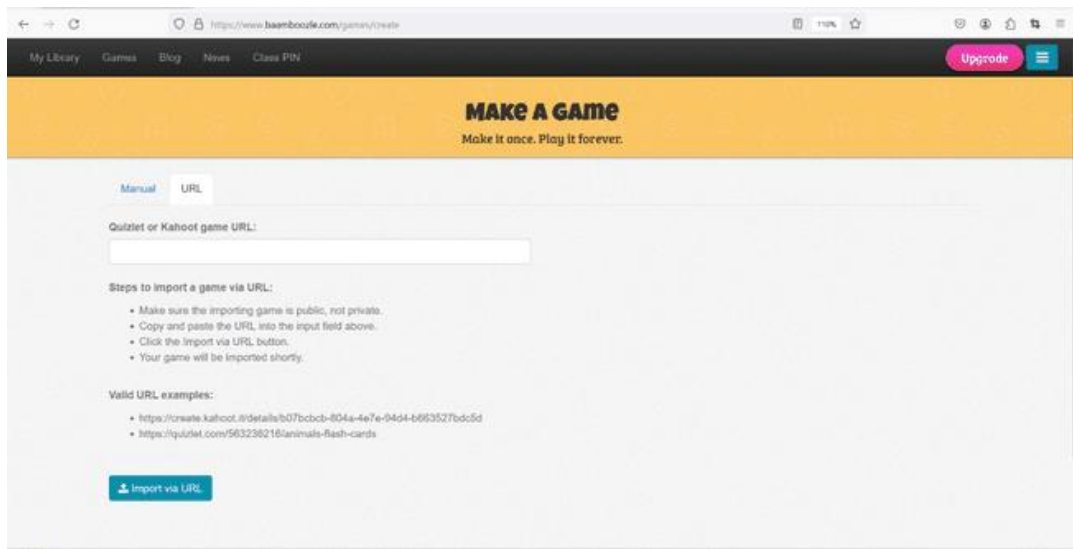 https://www.baamboozle.com/games/create
110%
My Library Games Blog News Class PIN Upgrade
MAKE A GAME
Make it once. Play it forever.
Manual URL
Quizlet or Kahoot game URL:
Steps to import a game via URL:
• Make sure the importing game is public, not private.
• Copy and paste the URL into the input field above.
• Click the Import via URL button.
• Your game will be imported shortly.
Valid URL examples:
• https://create.kahoot.it/details/b07bcbcb-804a-4e7e-94d4-b663527bdc5d
• https://quizlet.com/563236216/animals-flash-cards
Import via URL